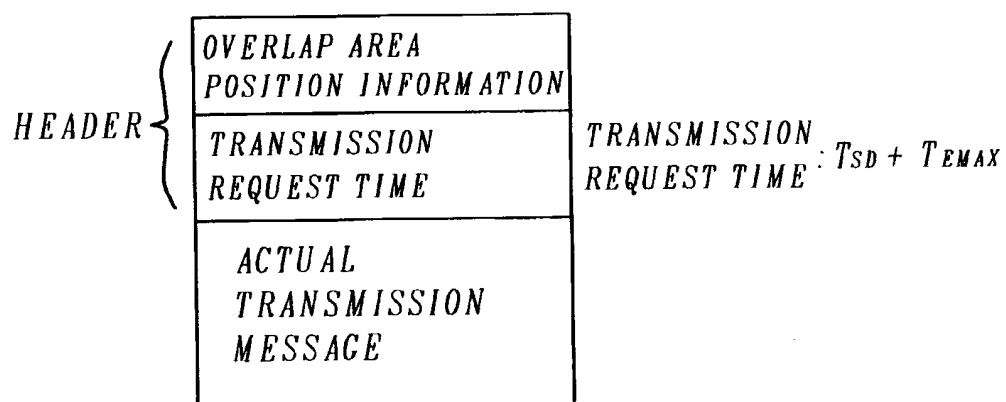 OVERLAP AREA
POSITION INFORMATION
HEADER
TRANSMISSION
REQUEST TIME
TRANSMISSION
REQUEST TIME : TSD + TEMAX
ACTUAL
TRANSMISSION
MESSAGE